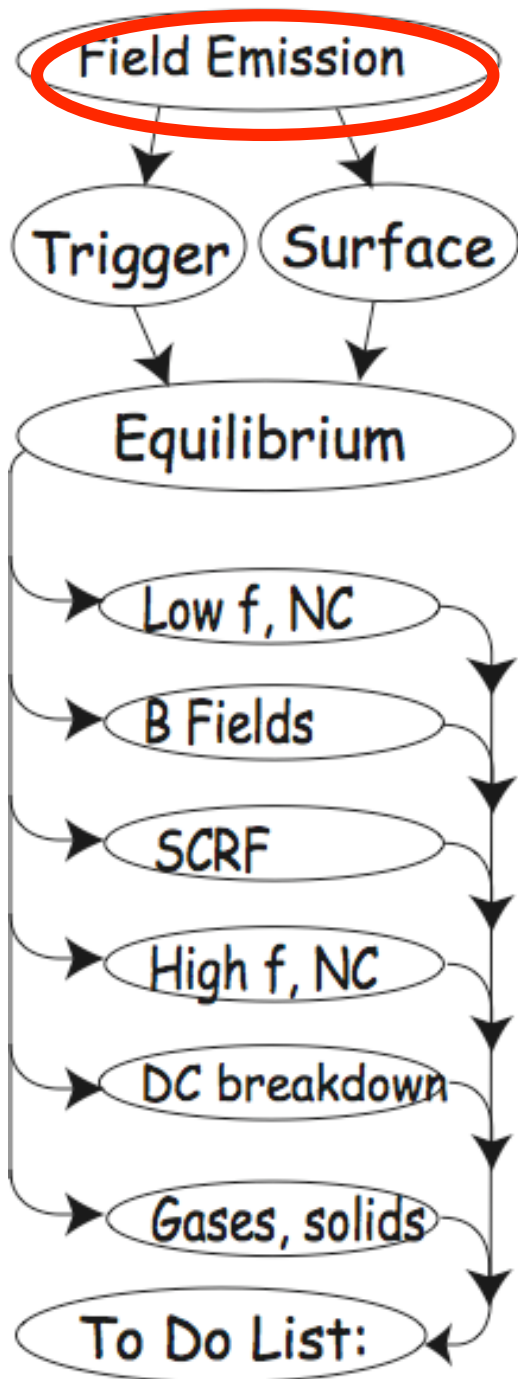 Field Emission
Trigger
Surface
Equilibrium
Low f, NC
B Fields
SCRF
High f, NC
DC breakdown
Gases, solids
To Do List: